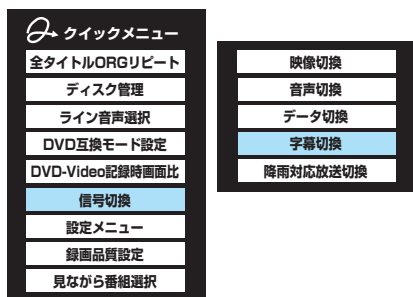 クイックメニュー
全タイトルORGリピート
ディスク管理
ライン音声選択
DVD互換モード設定
DVD-Video記録時画面比
信号切換
設定メニュー
録画品質設定
見ながら番組選択
映像切換
音声切換
データ切換
字幕切換
降雨対応放送切換